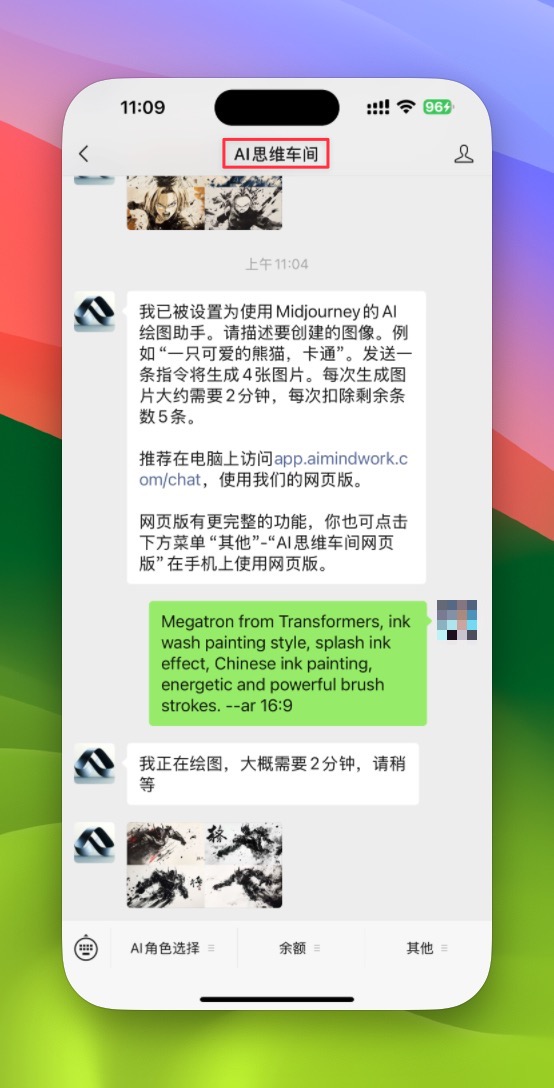 11:09
96
AI思维车间
上午11:04
我已被设置为使用Midjourney的AI
绘图助手。请描述要创建的图像。例
如“一只可爱的熊猫，卡通”。发送一
条指令将生成4张图片。每次生成图
片大约需要2分钟，每次扣除剩余条
数5条。
推荐在电脑上访问app.aimindwork.c
om/chat，使用我们的网页版。
网页版有更完整的功能，你也可点击
下方菜单“其他”-“AI思维车间网页
版”在手机上使用网页版。
Megatron from Transformers, ink
wash painting style, splash ink
effect, Chinese ink painting,
energetic and powerful brush
strokes. --ar 16:9
我正在绘图，大概需要2分钟，请稍
等
AI角色选择
余额
其他